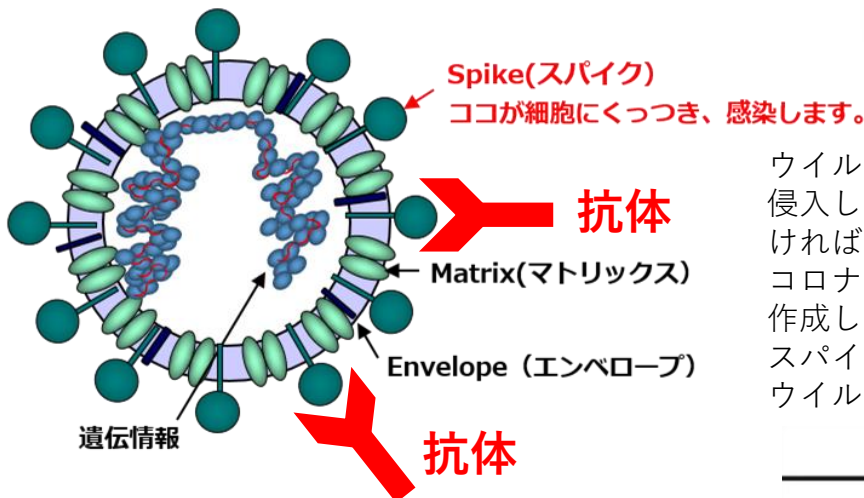 Spike(スパイク)
ココが細胞にくっつき、感染します。
抗体
Matrix(マトリックス)
Envelope（エンベロープ）
遺伝情報
抗体
ウイル
侵入し
ければ
コロナ
作成し
スパイ
ウイル